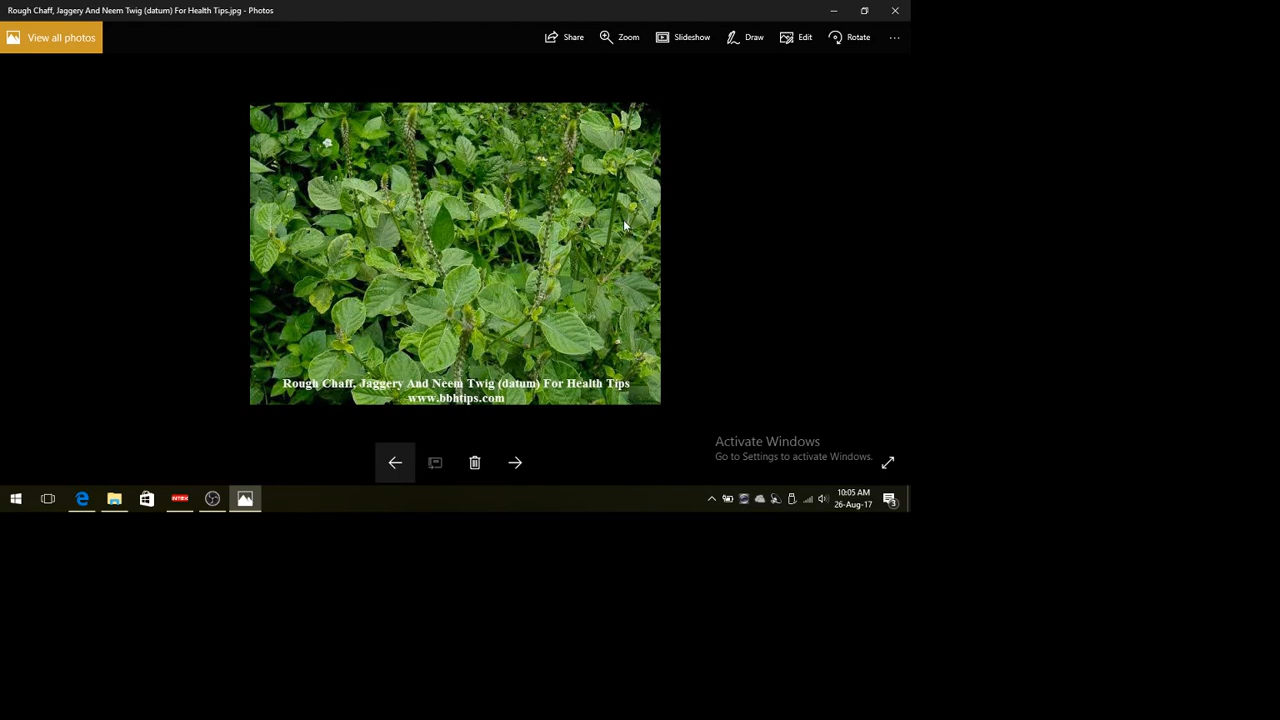 Rough Chaff, Jaggery And Neem Twig (datum) For Health Tips.jpg - Photos
View all photos
Share
Zoom
Slideshow
Draw
Edit
Rotate
Rough Chaff, Jaggery And Neem Twig (datum) For Health Tips
www.bbhtips.com
Activate Windows
Go to Settings to activate Windows.
INTEX
10:05 AM
26-Aug-17
3